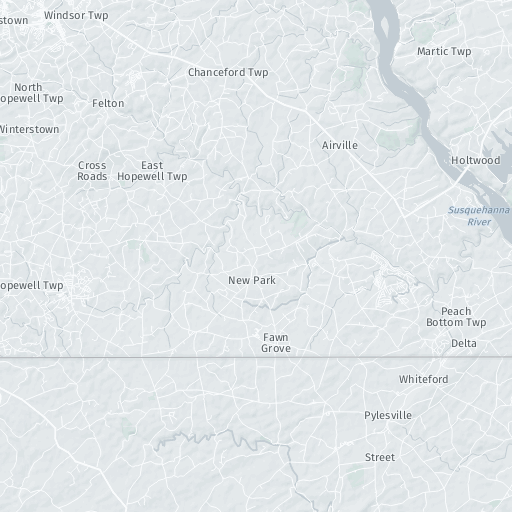 Windsor Twp
stown
Martic Twp
Chanceford Twp
North
opewell Twp
Felton
Winterstown
Airville
Holtwood
Cross
Roads
East
Hopewell Twp
Susquehanna
River
New Park
opewell Twp
Peach
Bottom Twp
Fawn
Grove
Delta
Whiteford
Pylesville
Street